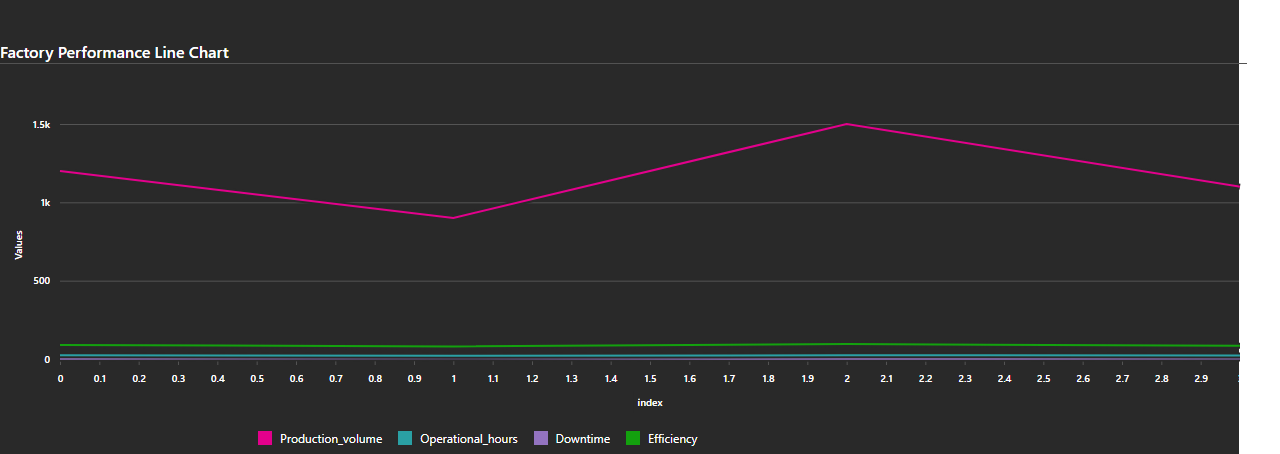 Factory Performance Line Chart
1.5k
1k
500
0
Values
0 0.1 0.2 0.3 0.4 0.5 0.6 0.7 0.8 0.9 1 1.1 1.2 1.3 1.4 1.5 1.6 1.7 1.8 1.9 2 2.1 2.2 2.3 2.4 2.5 2.6 2.7 2.8 2.9
index
Production_volume Operational_hours Downtime Efficiency